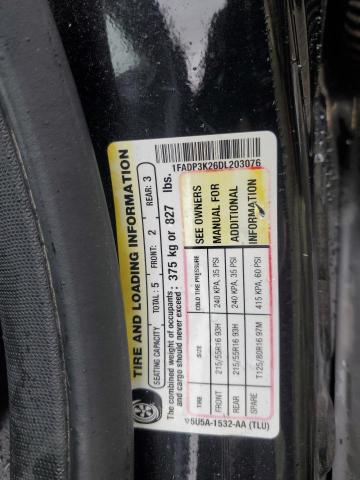 1FADP3K26DL203076
TIRE AND LOADING INFORMATION
SEATING CAPACITY TOTAL: 5 FRONT: 2 REAR: 3
The combined weight of occupants and cargo should never exceed: 375 kg or 827 lbs.
TIRE SIZE COLD TIRE PRESSURE
FRONT 215/55R16 93H 240 KPA, 35 PSI
REAR 215/55R16 93H 240 KPA, 35 PSI
SPARE T125/80R16 97M 415 KPA, 60 PSI
SEE OWNERS
MANUAL FOR
ADDITIONAL
INFORMATION
5U5A-1532-AA (TLU)